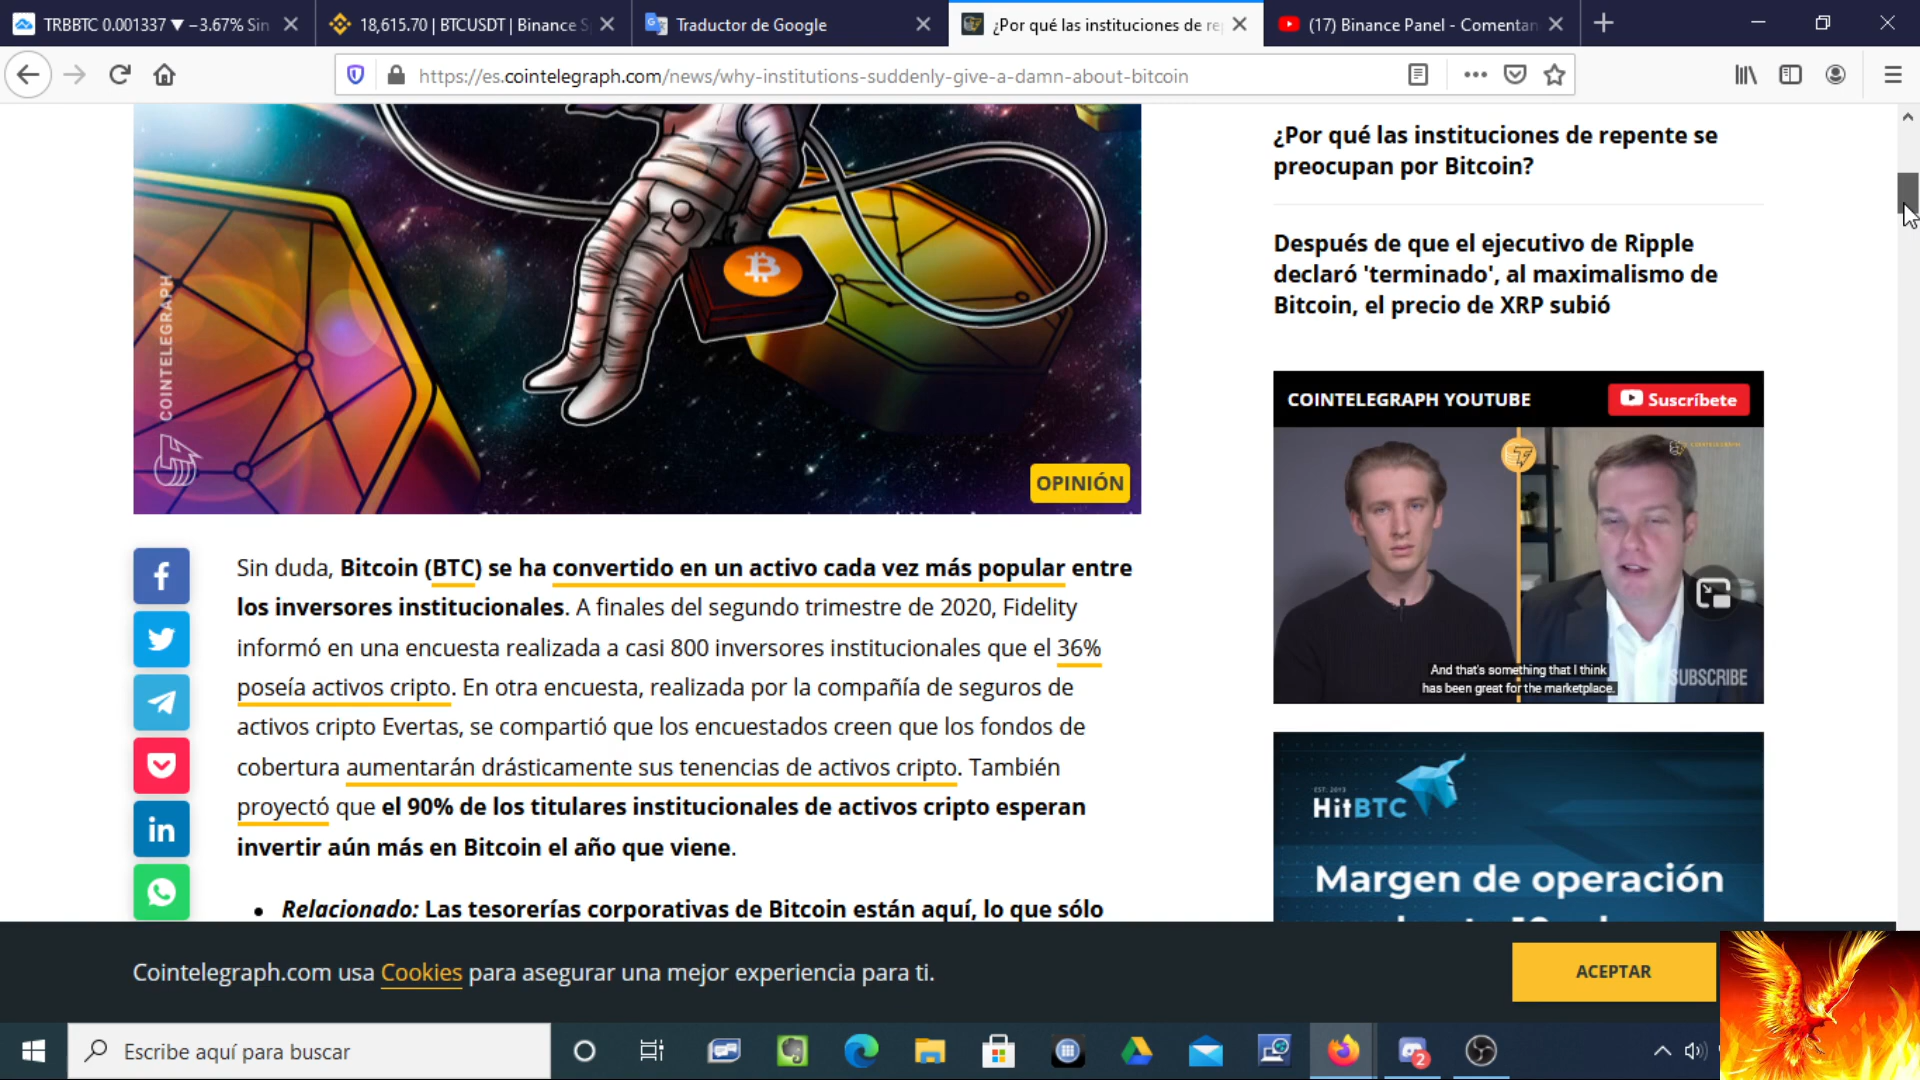 TRBBTC 0.001337 ▼ −3.67% Sin
18,615.70 | BTCUSDT | Binance S
Traductor de Google
¿Por qué las instituciones de re
(17) Binance Panel - Comentan
https://es.cointelegraph.com/news/why-institutions-suddenly-give-a-damn-about-bitcoin
COINTELEGRAPH
OPINIÓN
Sin duda, Bitcoin (BTC) se ha convertido en un activo cada vez más popular entre
los inversores institucionales. A finales del segundo trimestre de 2020, Fidelity
informó en una encuesta realizada a casi 800 inversores institucionales que el 36%
poseía activos cripto. En otra encuesta, realizada por la compañía de seguros de
activos cripto Evertas, se compartió que los encuestados creen que los fondos de
cobertura aumentarán drásticamente sus tenencias de activos cripto. También
proyectó que el 90% de los titulares institucionales de activos cripto esperan
invertir aún más en Bitcoin el año que viene.
• Relacionado: Las tesorerías corporativas de Bitcoin están aquí, lo que sólo
¿Por qué las instituciones de repente se
preocupan por Bitcoin?
Después de que el ejecutivo de Ripple
declaró 'terminado', al maximalismo de
Bitcoin, el precio de XRP subió
COINTELEGRAPH YOUTUBE
Suscríbete
And that's something that I think
has been great for the marketplace.
SUBSCRIBE
EST. 2013
HitBTC
Margen de operación
Cointelegraph.com usa Cookies para asegurar una mejor experiencia para ti.
ACEPTAR
Escribe aquí para buscar
2